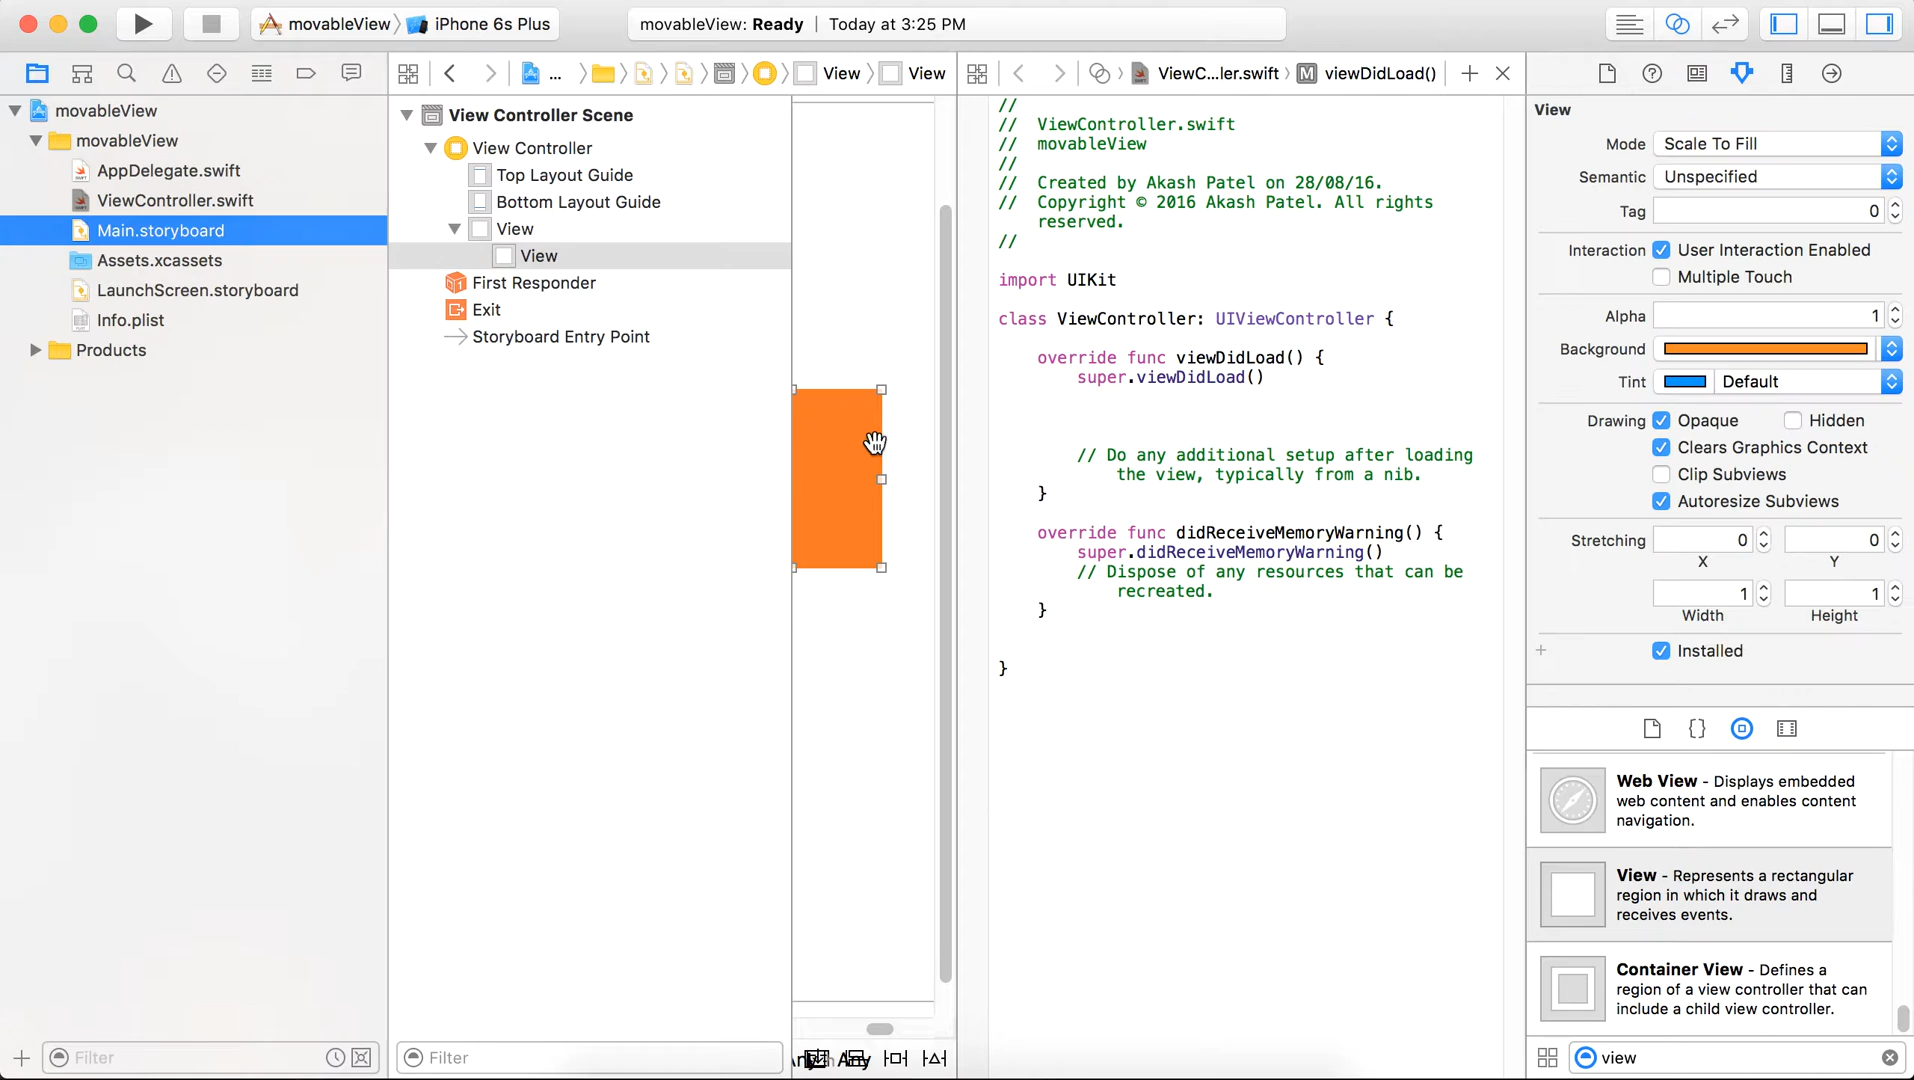 movableView
iPhone 6s Plus
movableView: Ready
Today at 3:25 PM
...
View
View
ViewC...ler.swift
M
viewDidLoad()
movableView
movableView
AppDelegate.swift
ViewController.swift
Main.storyboard
Assets.xcassets
LaunchScreen.storyboard
Info.plist
Products
Filter
View Controller Scene
View Controller
Top Layout Guide
Bottom Layout Guide
View
View
First Responder
Exit
Storyboard Entry Point
Filter
//
//  ViewController.swift
//  movableView
//
//  Created by Akash Patel on 28/08/16.
//  Copyright © 2016 Akash Patel. All rights
reserved.
//
import UIKit
class ViewController: UIViewController {
override func viewDidLoad() {
super.viewDidLoad()
// Do any additional setup after loading
the view, typically from a nib.
}
override func didReceiveMemoryWarning() {
super.didReceiveMemoryWarning()
// Dispose of any resources that can be
recreated.
}
}
View
Mode Scale To Fill
Semantic Unspecified
Tag 0
Interaction User Interaction Enabled
Multiple Touch
Alpha 1
Background
Tint Default
Drawing Opaque Hidden
Clears Graphics Context
Clip Subviews
Autoresize Subviews
Stretching 0 0
X Y
1 1
Width Height
Installed
Web View - Displays embedded
web content and enables content
navigation.
View - Represents a rectangular
region in which it draws and
receives events.
Container View - Defines a
region of a view controller that can
include a child view controller.
view